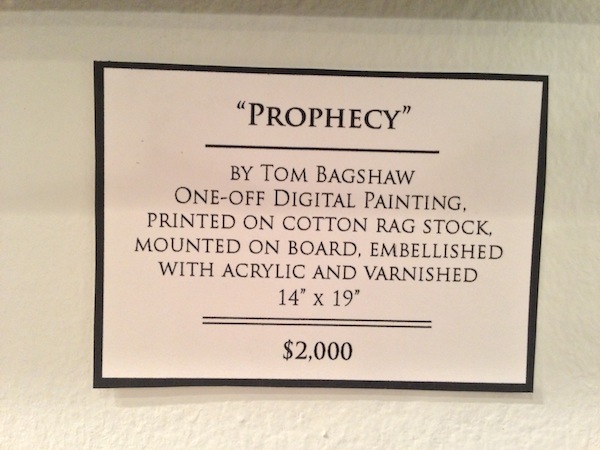 “PROPHECY”
BY TOM BAGSHAW
ONE-OFF DIGITAL PAINTING,
PRINTED ON COTTON RAG STOCK,
MOUNTED ON BOARD, EMBELLISHED
WITH ACRYLIC AND VARNISHED
14” X 19”
$2,000